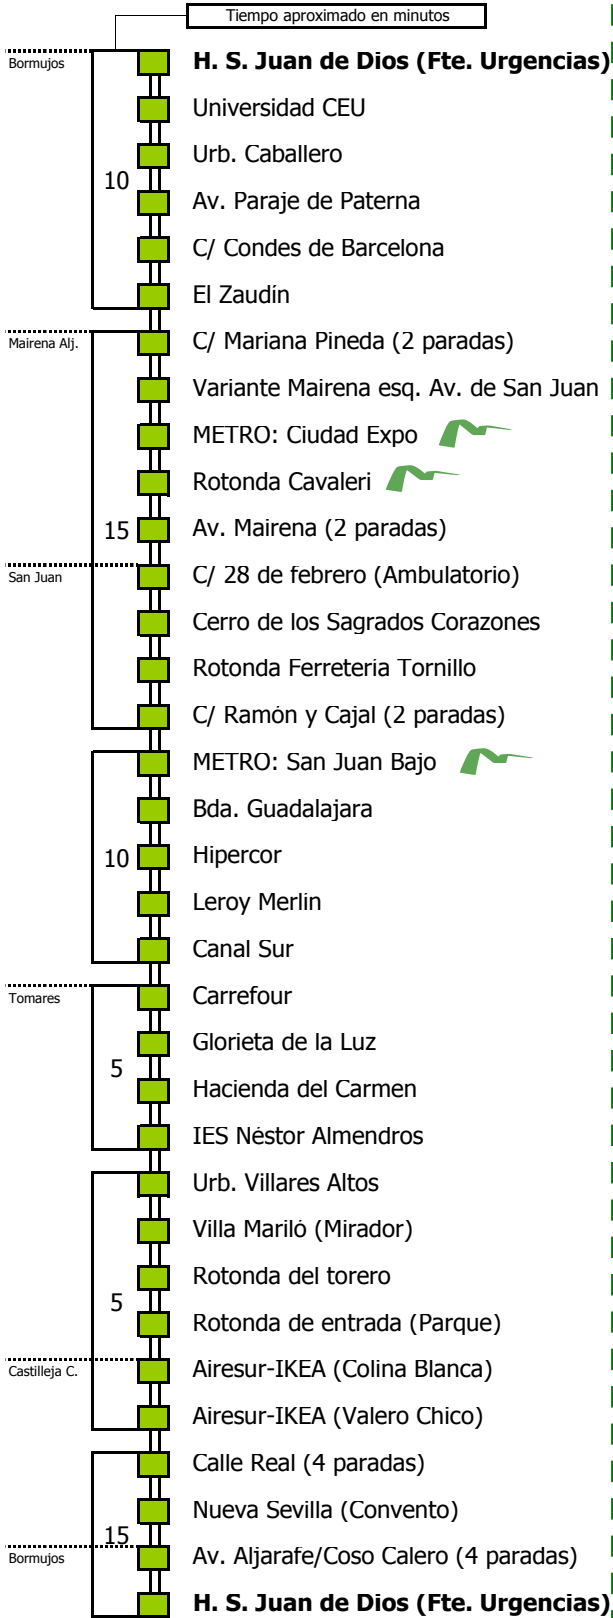 Tiempo aproximado en minutos
Bormujos
H. S. Juan de Dios (Fte. Urgencias)
Universidad CEU
Urb. Caballero
10
Av. Paraje de Paterna
C/ Condes de Barcelona
El Zaudín
Mairena Alj.
C/ Mariana Pineda (2 paradas)
Variante Mairena esq. Av. de San Juan
METRO: Ciudad Expo
Rotonda Cavaleri
15
Av. Mairena (2 paradas)
San Juan
C/ 28 de febrero (Ambulatorio)
Cerro de los Sagrados Corazones
Rotonda Ferretería Tornillo
C/ Ramón y Cajal (2 paradas)
METRO: San Juan Bajo
Bda. Guadalajara
10
Hipercor
Leroy Merlín
Canal Sur
Tomares
Carrefour
Glorieta de la Luz
5
Hacienda del Carmen
IES Néstor Almendros
Urb. Villares Altos
Villa Mariló (Mirador)
Rotonda del torero
5
Rotonda de entrada (Parque)
Castilleja C.
Airesur-IKEA (Colina Blanca)
Airesur-IKEA (Valero Chico)
Calle Real (4 paradas)
Nueva Sevilla (Convento)
15
Bormujos
Av. Aljarafe/Coso Calero (4 paradas)
H. S. Juan de Dios (Fte. Urgencias)